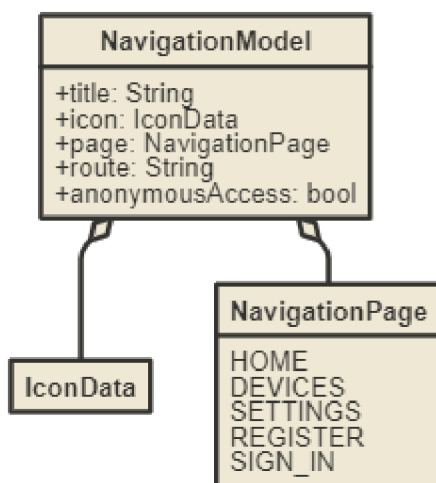 NavigationModel
+title: String
+icon: IconData
+page: NavigationPage
+route: String
+anonymousAccess: bool
NavigationPage
IconData
HOME
DEVICES
SETTINGS
REGISTER
SIGN_IN